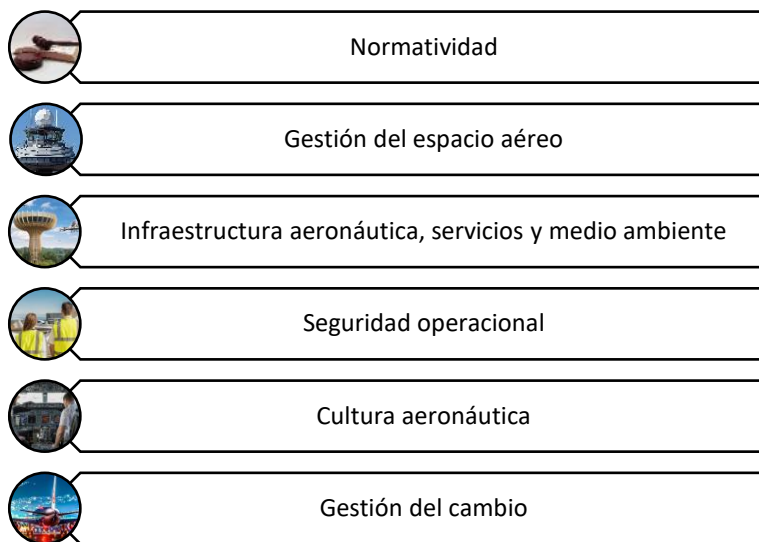 Normatividad
Gestión del espacio aéreo
Infraestructura aeronáutica, servicios y medio ambiente
Seguridad operacional
Cultura aeronáutica
Gestión del cambio